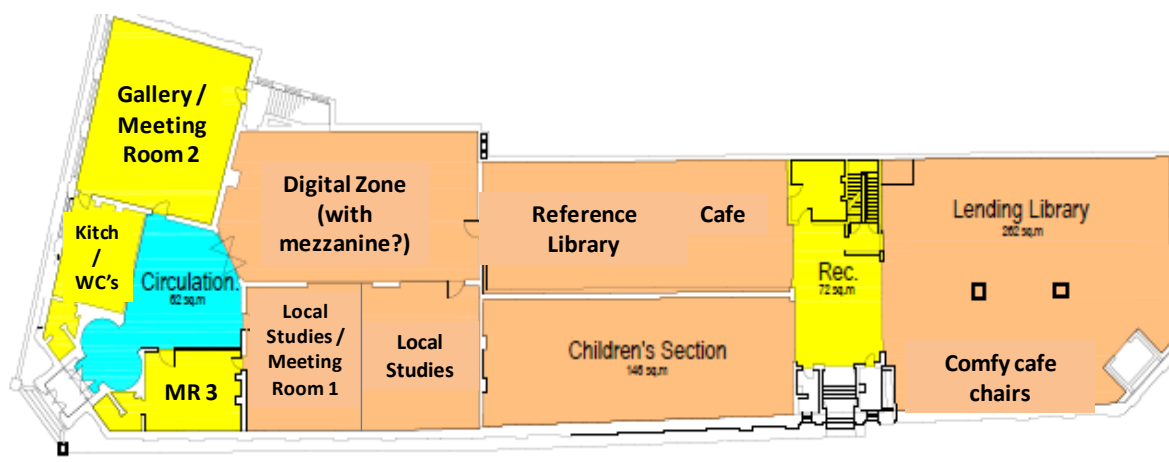 Gallery /
Meeting
Room 2
Digital Zone
(with
mezzanine?)
Reference
Library
Cafe
Lending Library
262 sq.m
Kitch
/
WC's
Circulation.
62 sq.m
Rec.
72 sq.m
Local
Studies /
Meeting
Room 1
Local
Studies
Children's Section
146 sq.m
MR 3
Comfy cafe
chairs